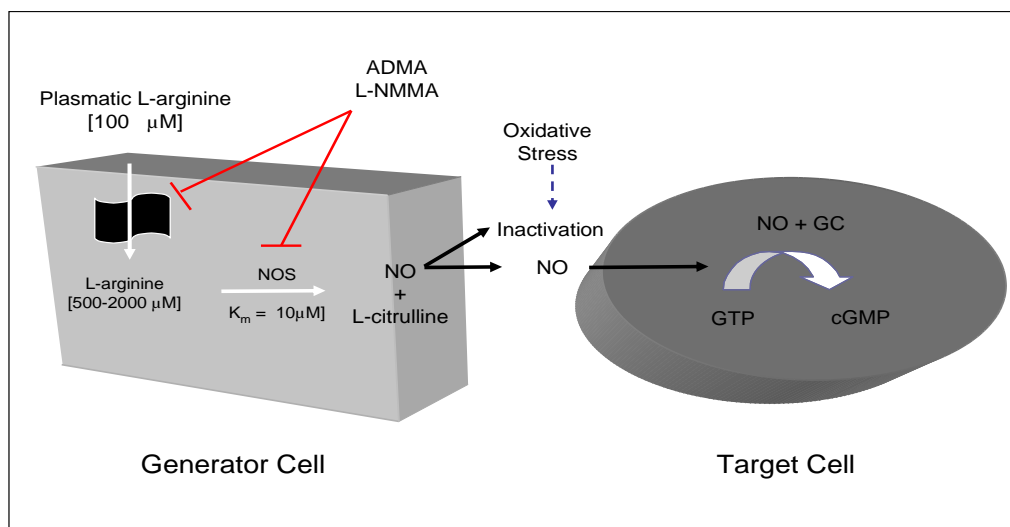 ADMA
L-NMMA
Plasmatic L-arginine
[100 μM]
Oxidative
Stress
Inactivation
NO + GC
L-arginine
[500-2000 μM]
NOS
Km = 10μM]
NO
+
L-citrulline
NO
GTP
cGMP
Generator Cell
Target Cell